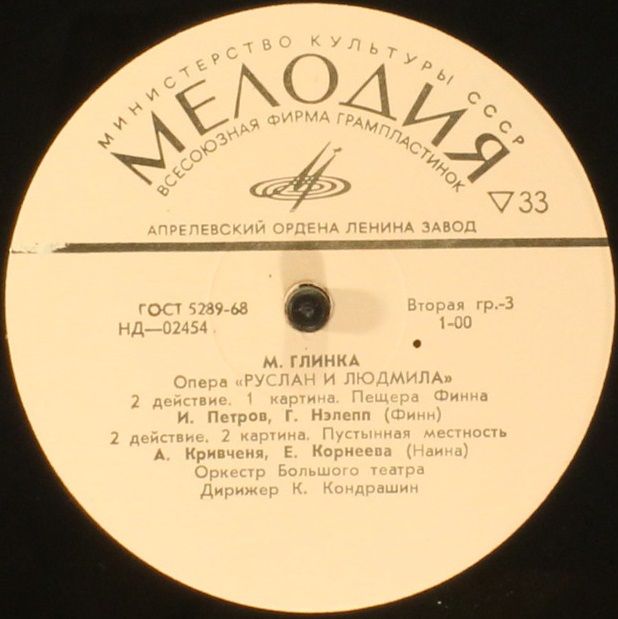 МИНИСТЕРСТВО КУЛЬТУРЫ СССР
МЕЛОДИЯ
ВСЕСОЮЗНАЯ ФИРМА ГРАМПЛАСТИНОК
33
АПРЕЛЕВСКИЙ ОРДЕНА ЛЕНИНА ЗАВОД
ГОСТ 5289-68
НД—02454
Вторая гр.-3
1-00
М. ГЛИНКА
Опера «РУСЛАН И ЛЮДМИЛА»
2 действие. 1 картина. Пещера Финна
И. Петров, Г. Нэлепп (Финн)
2 действие. 2 картина. Пустынная местность
А. Кривченя, Е. Корнеева (Наина)
Оркестр Большого театра
Дирижер К. Кондрашин